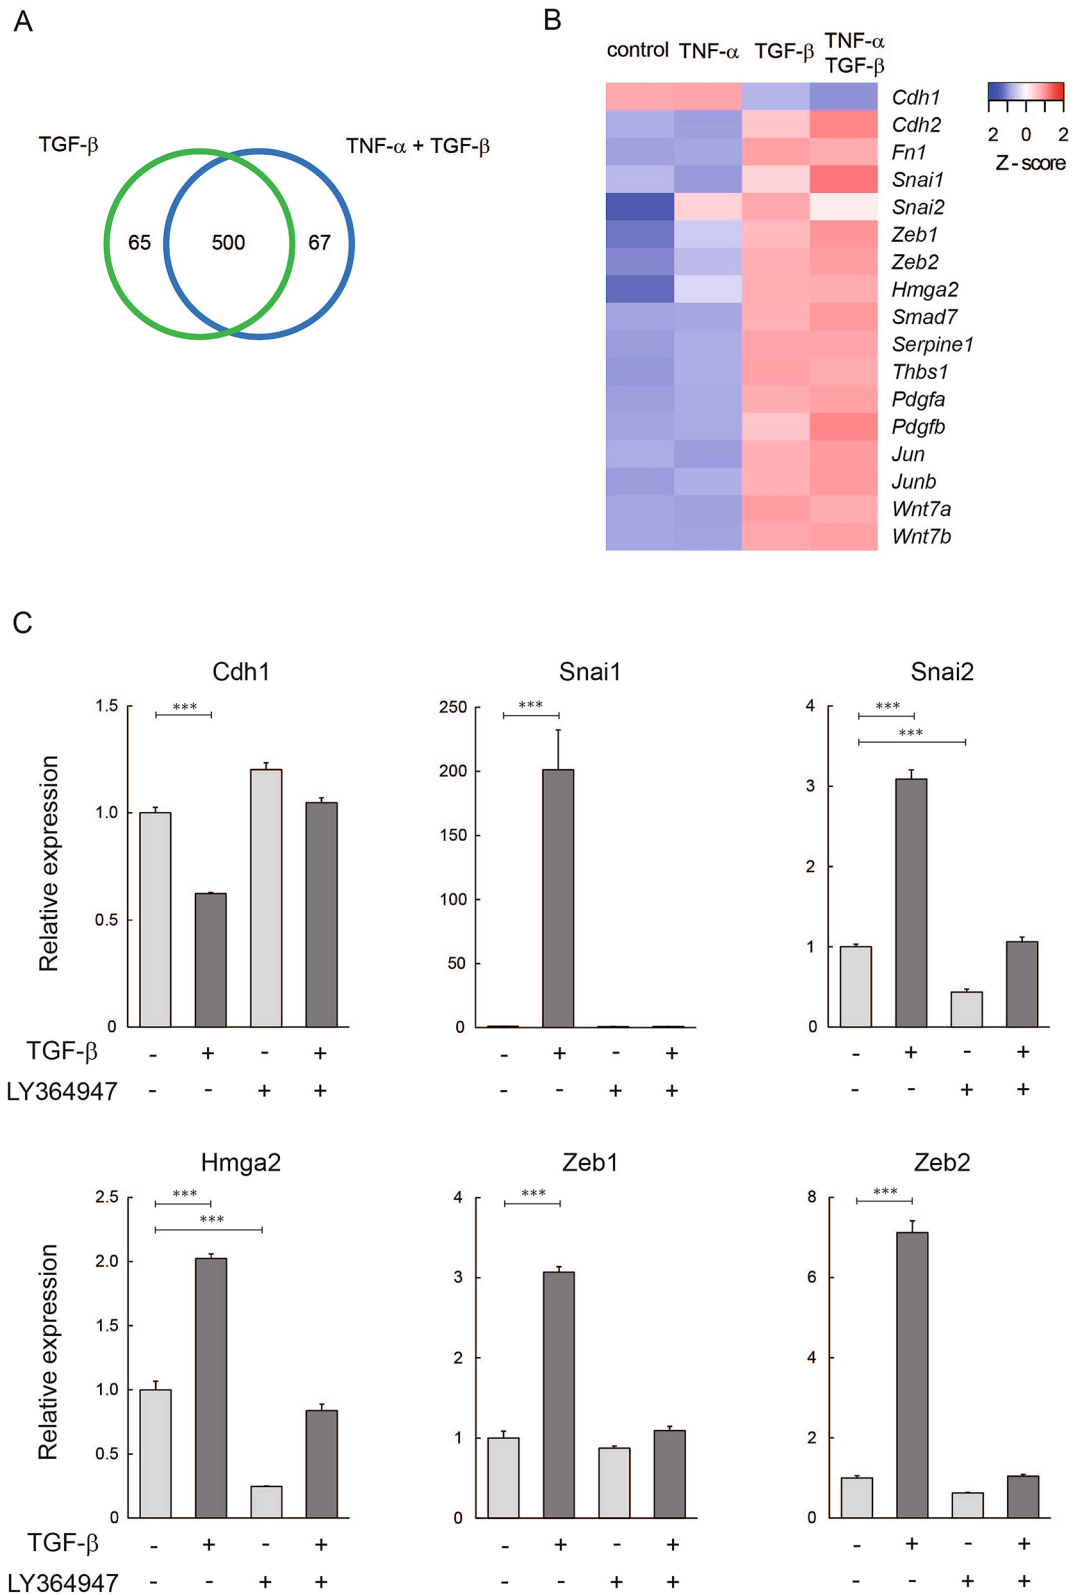 A
TGF-β
TNF-α + TGF-β
65
500
67
B
control TNF-α TGF-β TNF-α
TGF-β
Cdh1
Cdh2
Fn1
Snai1
Snai2
Zeb1
Zeb2
Hmga2
Smad7
Serpine1
Thbs1
Pdgfa
Pdgfb
Jun
Junb
Wnt7a
Wnt7b
2 0 2
Z - score
C
Cdh1
Relative expression
1.5
1.0
0.5
0
***
Snai1
250
200
150
100
50
0
***
Snai2
4
3
2
1
0
***
***
TGF-β - + - + - + - + - + - +
LY364947 - - + + - - + + - - + +
Hmga2
Relative expression
2.5
2.0
1.5
1.0
0.5
0
***
***
Zeb1
4
3
2
1
0
***
Zeb2
8
6
4
2
0
***
TGF-β - + - + - + - + - + - +
LY364947 - - + + - - + + - - + +